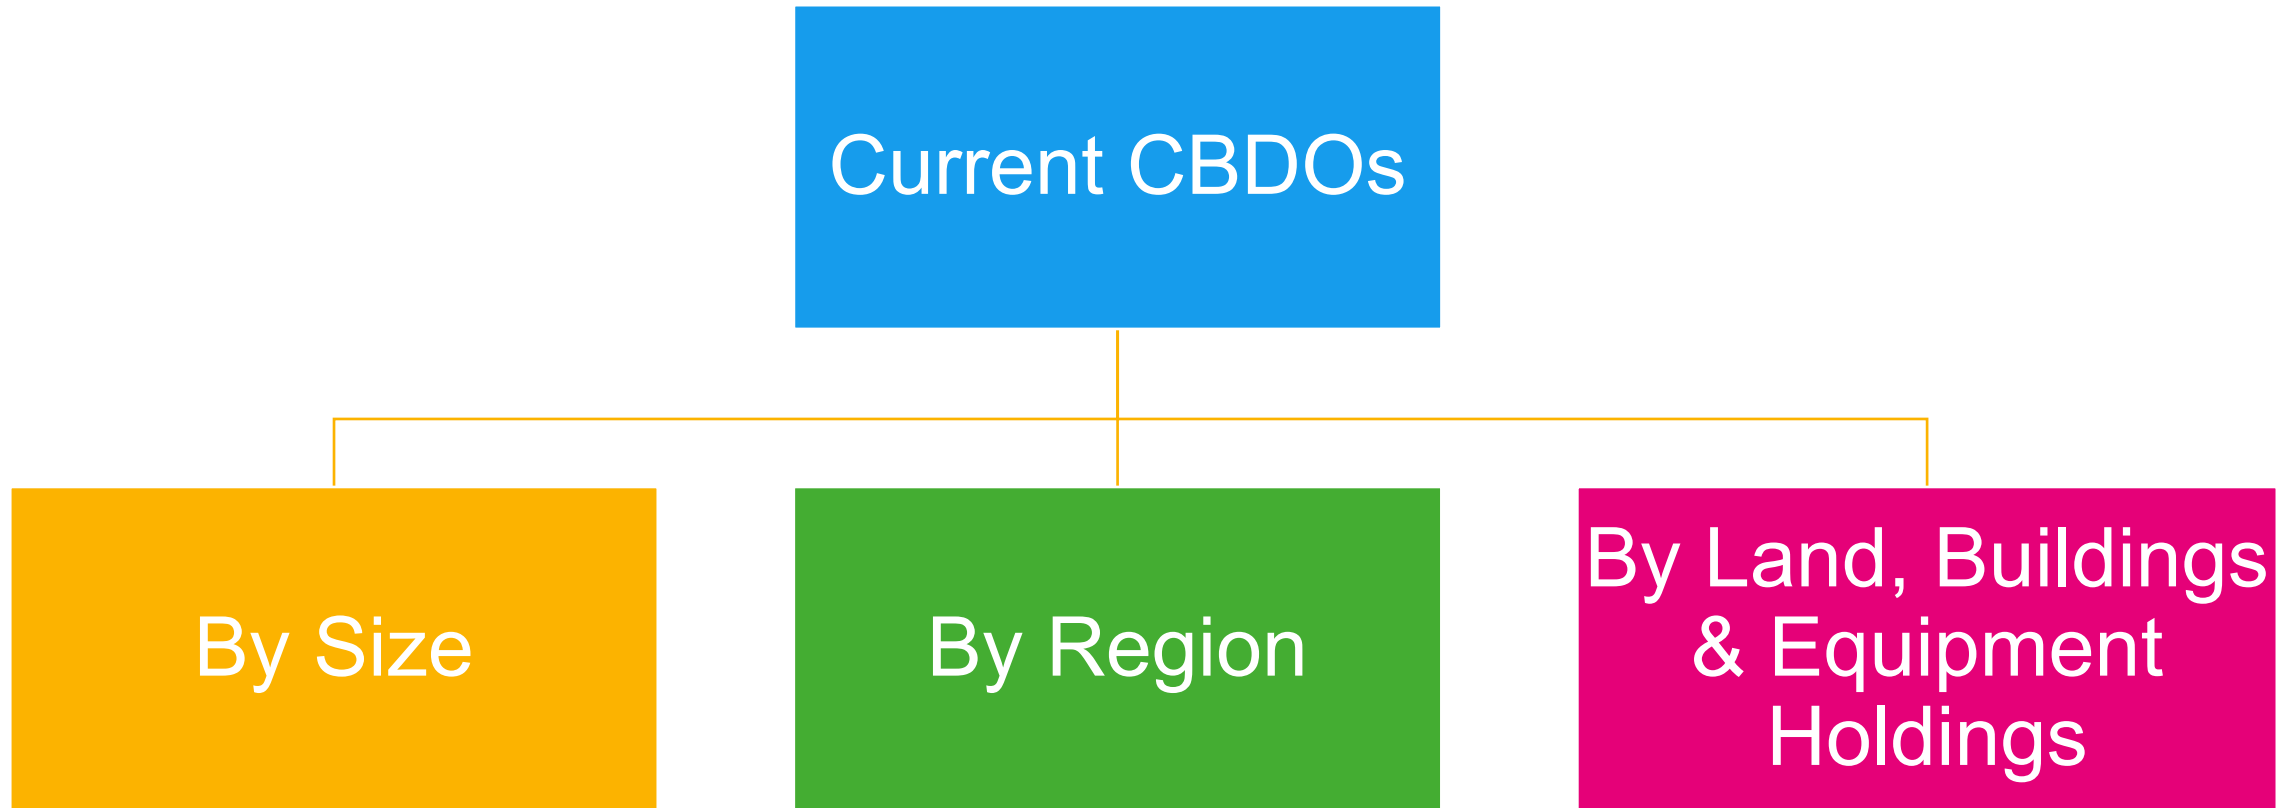 Current CBDOs
By Size
By Region
By Land, Buildings
& Equipment
Holdings